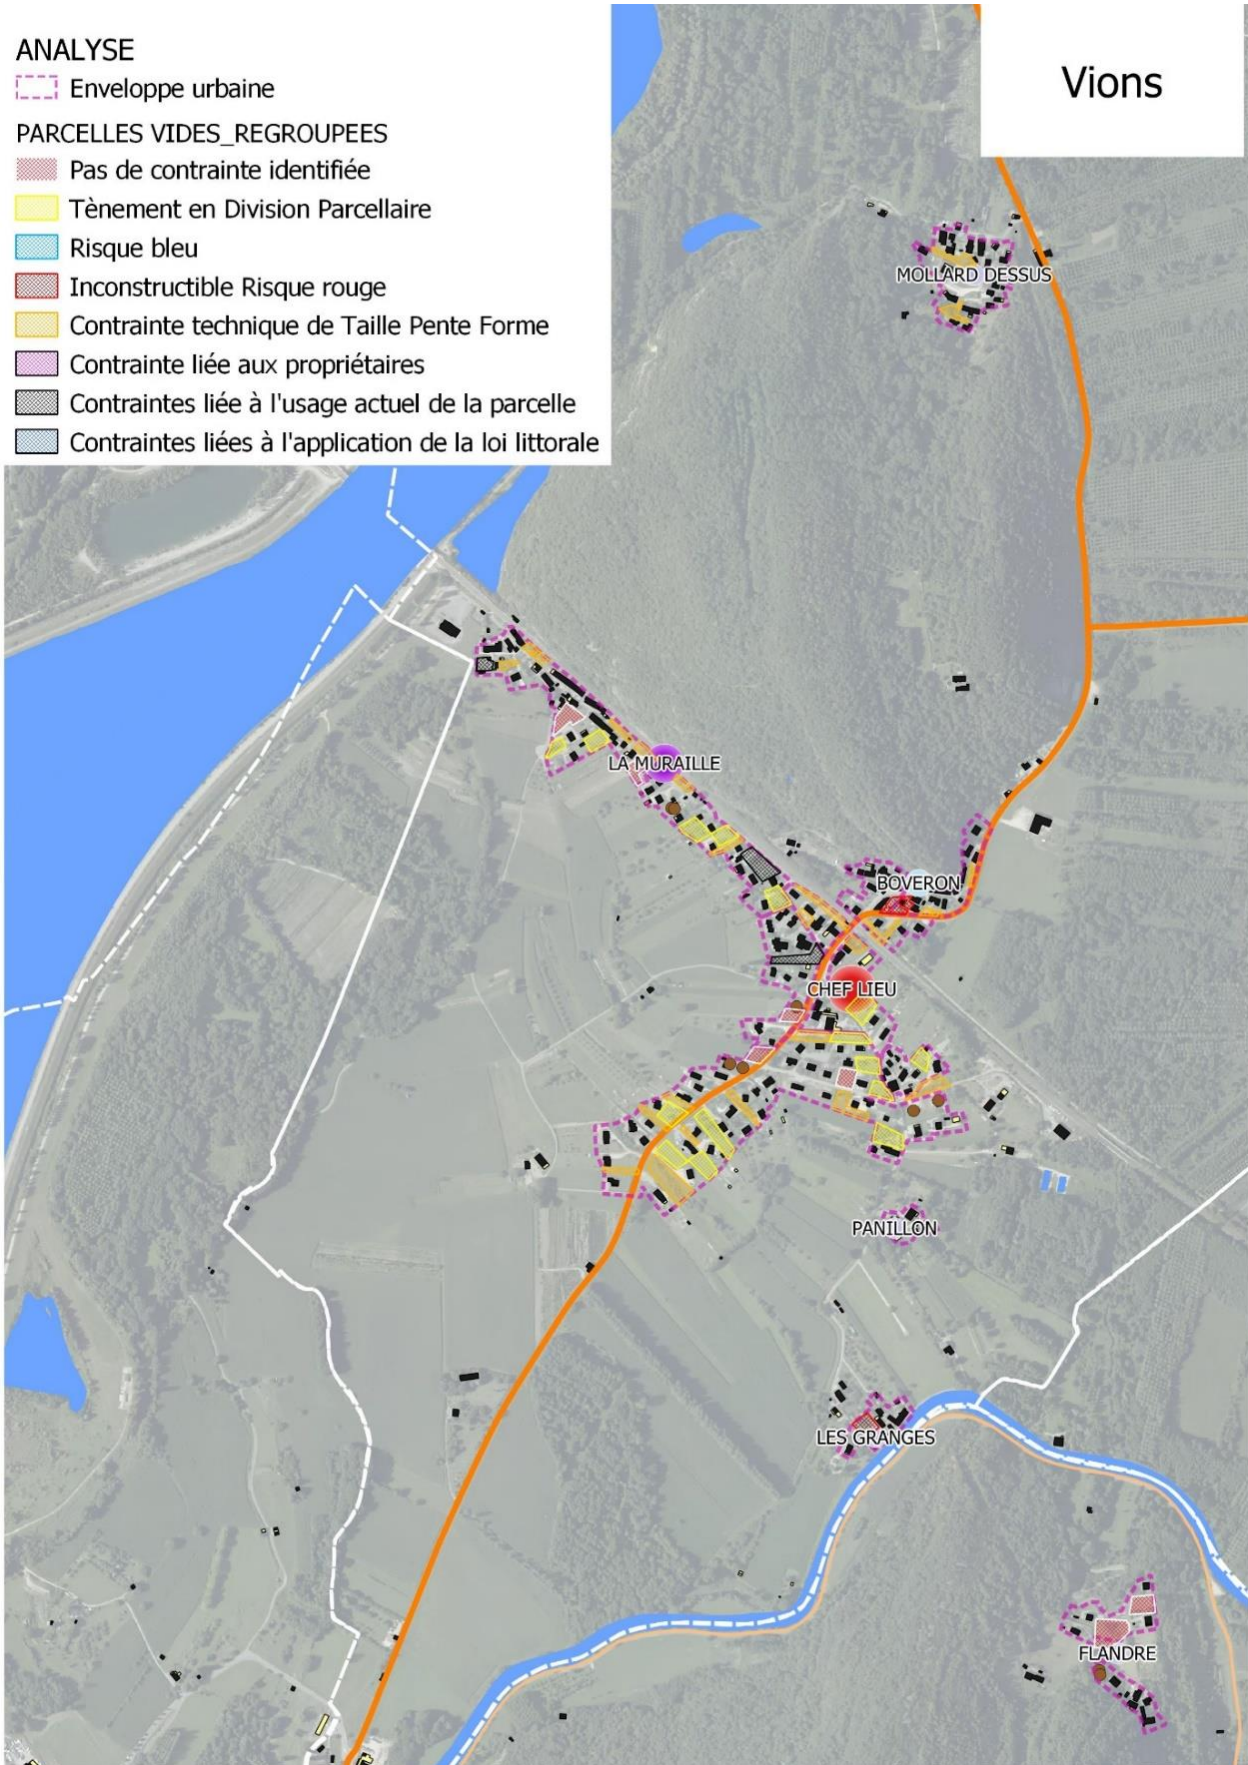 ANALYSE
Enveloppe urbaine
PARCELLES VIDES_REGROUPEES
Pas de contrainte identifiée
Tènement en Division Parcellaire
Risque bleu
Inconstructible Risque rouge
Contrainte technique de Taille Pente Forme
Contrainte liée aux propriétaires
Contraintes liée à l'usage actuel de la parcelle
Contraintes liées à l'application de la loi littorale
Vions
MOLLARD DESSUS
LA MURAILLE
BOVERON
CHEF LIEU
PANILLON
LES GRANGES
FLANDRE